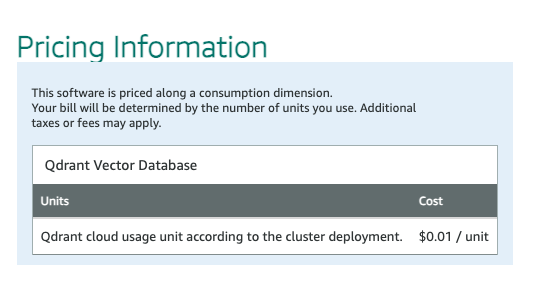 Pricing Information
This software is priced along a consumption dimension.
Your bill will be determined by the number of units you use. Additional
taxes or fees may apply.
Qdrant Vector Database
Units Cost
Qdrant cloud usage unit according to the cluster deployment. $0.01 / unit